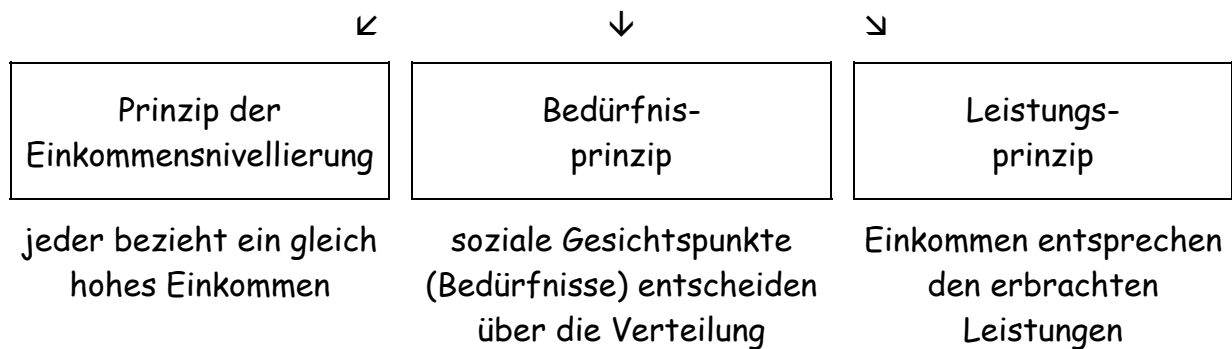 Prinzip der
Einkommensnivellierung
Bedürfnis-
prinzip
Leistungs-
prinzip
jeder bezieht ein gleich
hohes Einkommen
soziale Gesichtspunkte
(Bedürfnisse) entscheiden
über die Verteilung
Einkommen entsprechen
den erbrachten
Leistungen